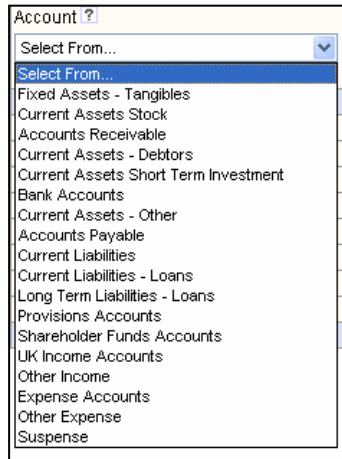 Account ?
Select From...
Select From...
Fixed Assets - Tangibles
Current Assets Stock
Accounts Receivable
Current Assets - Debtors
Current Assets Short Term Investment
Bank Accounts
Current Assets - Other
Accounts Payable
Current Liabilities
Current Liabilities - Loans
Long Term Liabilities - Loans
Provisions Accounts
Shareholder Funds Accounts
UK Income Accounts
Other Income
Expense Accounts
Other Expense
Suspense